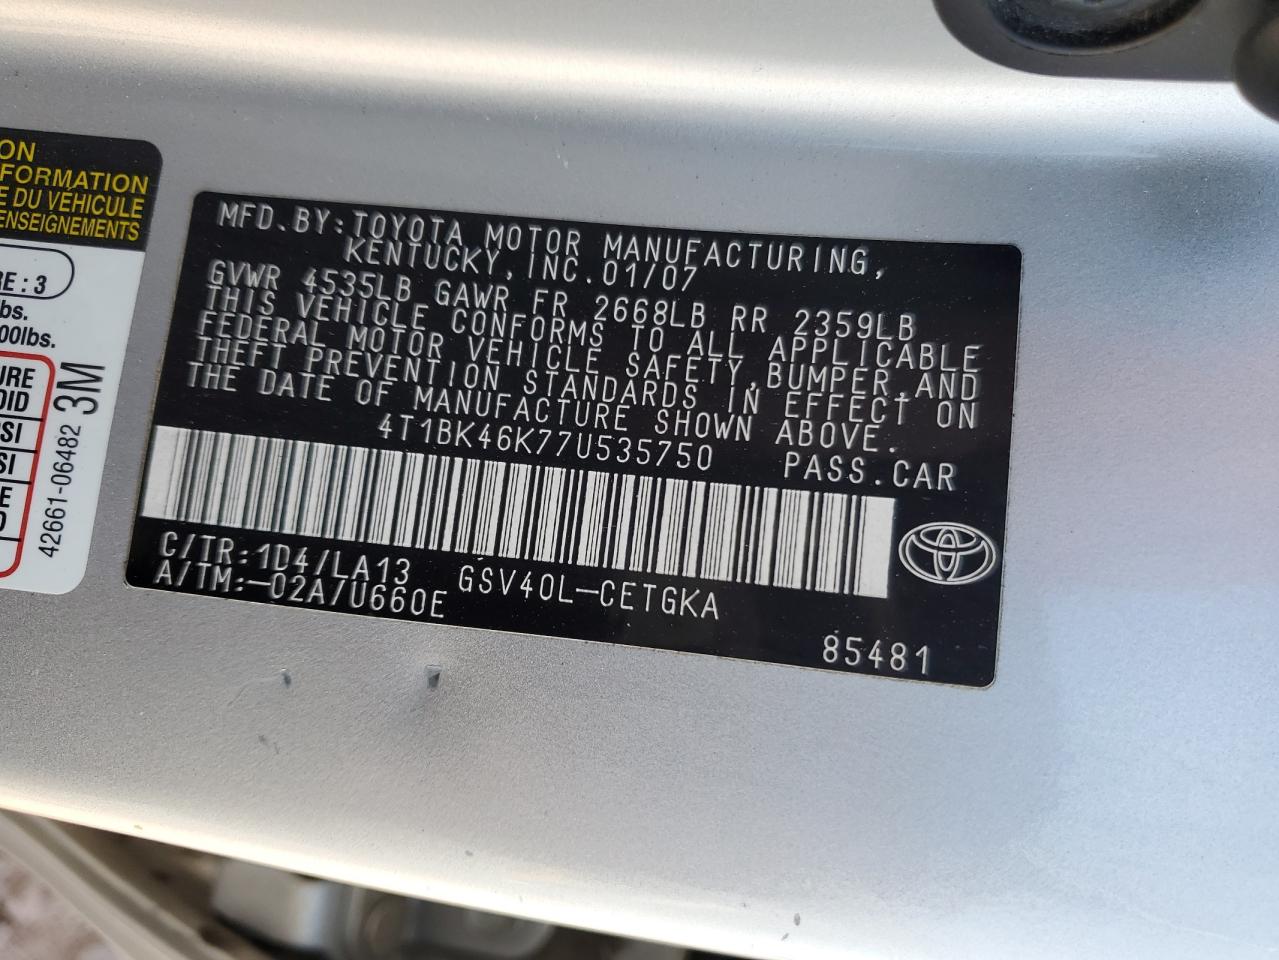 ON
FORMATION
E DU VÉHICULE
ENSEIGNEMENTS
RE : 3
bs.
00lbs.
URE
OID
SI
SI
E
D
42661-06482 3M
MFD.BY:TOYOTA MOTOR MANUFACTURING,
KENTUCKY,INC.01/07
GVWR 4535LB GAWR FR 2668LB RR 2359LB
THIS VEHICLE CONFORMS TO ALL APPLICABLE
FEDERAL MOTOR VEHICLE SAFETY,BUMPER,AND
THEFT PREVENTION STANDARDS IN EFFECT ON
THE DATE OF MANUFACTURE SHOWN ABOVE.
4T1BK46K77U535750 PASS.CAR
C/TR:1D4/LA13 GSV40L-CETGKA
A/TM:-02A/U660E
85481